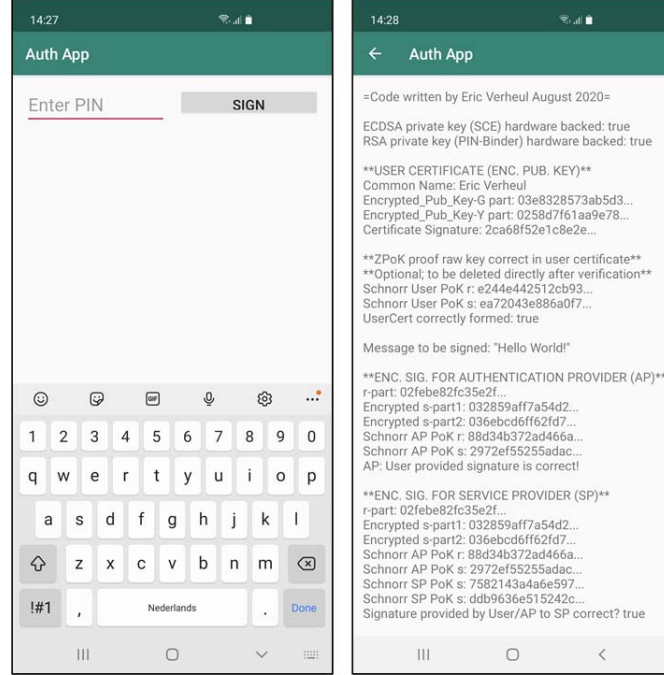 14:27
Auth App
Enter PIN
SIGN
GIF
1 2 3 4 5 6 7 8 9 0
q w e r t y u i o p
a s d f g h j k l
z x c v b n m
!#1 , Nederlands . Done
14:28
Auth App
=Code written by Eric Verheul August 2020=
ECDSA private key (SCE) hardware backed: true
RSA private key (PIN-Binder) hardware backed: true
**USER CERTIFICATE (ENC. PUB. KEY)**
Common Name: Eric Verheul
Encrypted_Pub_Key-G part: 03e8328573ab5d3...
Encrypted_Pub_Key-Y part: 0258d7f61aa9e78...
Certificate Signature: 2ca68f52e1c8e2e...
**ZPoK proof raw key correct in user certificate**
**Optional; to be deleted directly after verification**
Schnorr User PoK r: e244e442512cb93...
Schnorr User PoK s: ea72043e886a0f7...
UserCert correctly formed: true
Message to be signed: "Hello World!"
**ENC. SIG. FOR AUTHENTICATION PROVIDER (AP)**
r-part: 02febe82fc35e2f...
Encrypted s-part1: 032859aff7a54d2...
Encrypted s-part2: 036ebcd6ff62fd7...
Schnorr AP PoK r: 88d34b372ad466a...
Schnorr AP PoK s: 2972ef55255adac...
AP: User provided signature is correct!
**ENC. SIG. FOR SERVICE PROVIDER (SP)**
r-part: 02febe82fc35e2f...
Encrypted s-part1: 032859aff7a54d2...
Encrypted s-part2: 036ebcd6ff62fd7...
Schnorr AP PoK r: 88d34b372ad466a...
Schnorr AP PoK s: 2972ef55255adac...
Schnorr SP PoK s: 7582143a4a6e597...
Schnorr SP PoK s: ddb9636e515242c...
Signature provided by User/AP to SP correct? true